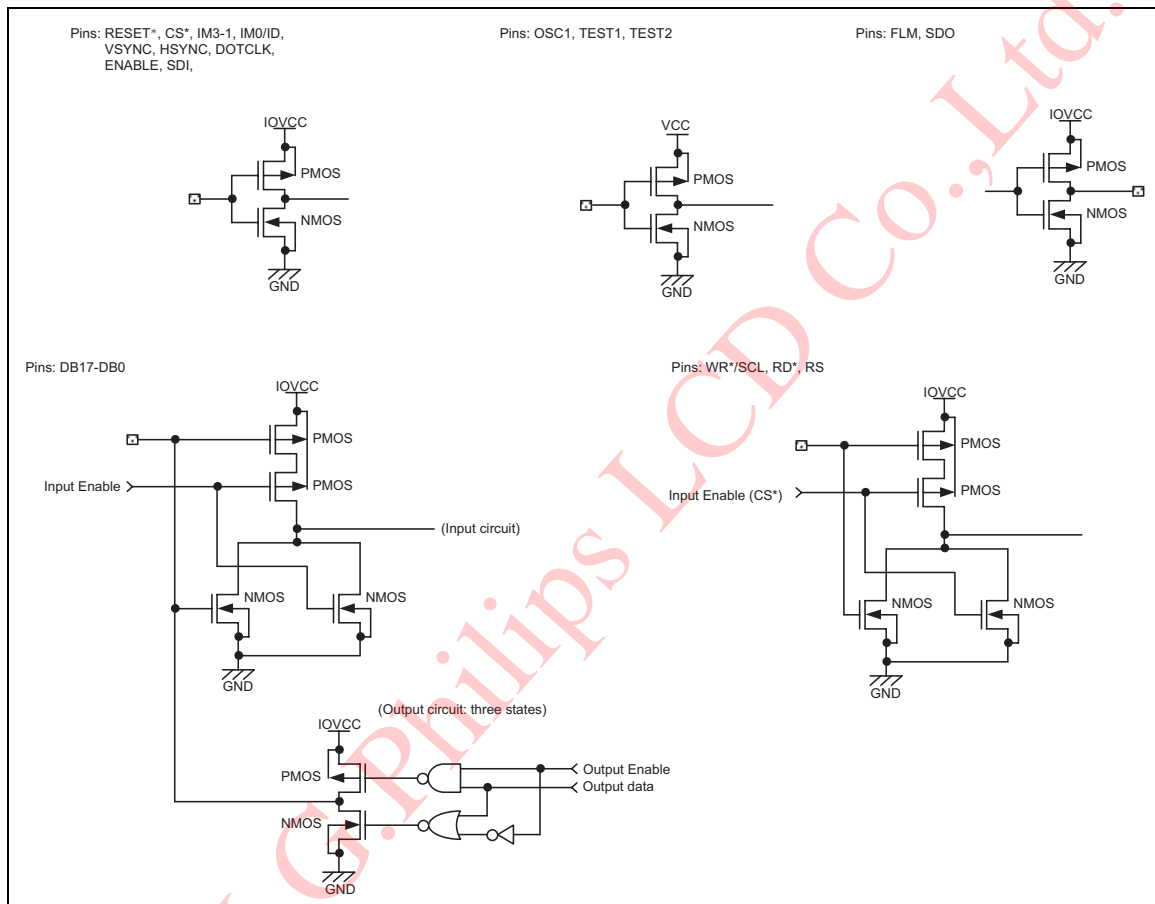 Pins: RESET*, CS*, IM3-1, IM0/ID,
VSYNC, HSYNC, DOTCLK,
ENABLE, SDI,
IOVCC
PMOS
NMOS
GND
Pins: OSC1, TEST1, TEST2
VCC
PMOS
NMOS
GND
Pins: FLM, SDO
IOVCC
PMOS
NMOS
GND
Pins: DB17-DB0
IOVCC
PMOS
Input Enable
PMOS
(Input circuit)
NMOS
NMOS
GND
(Output circuit: three states)
IOVCC
PMOS
Output Enable
Output data
NMOS
GND
Pins: WR*/SCL, RD*, RS
IOVCC
PMOS
Input Enable (CS*)
PMOS
NMOS
NMOS
GND
G.Philips LCD Co.,Ltd.